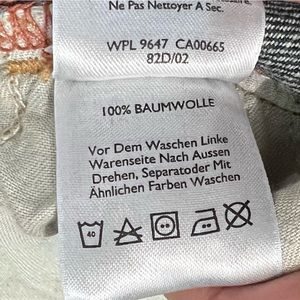 Ne Pas Nettoyer A Sec.
WPL 9647 CA00665
82D/02
100% BAUMWOLLE
Vor Dem Waschen Linke
Warenseite Nach Aussen
Drehen, Separatoder Mit
Ähnlichen Farben Waschen
40